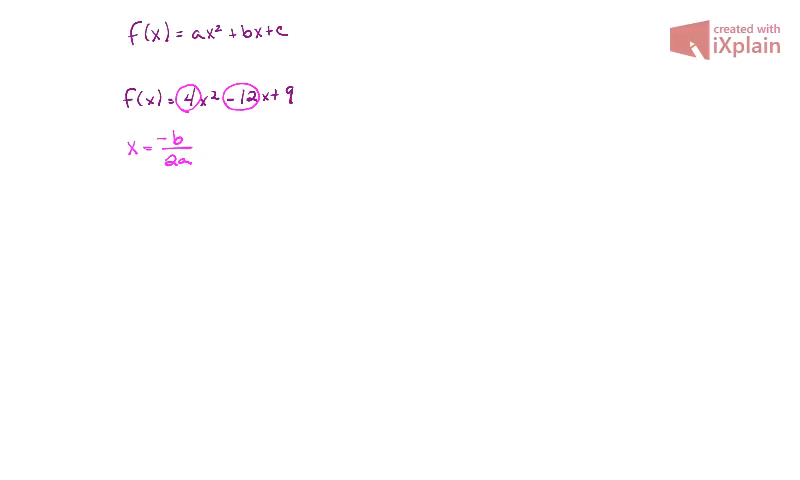 f(x) = ax² + bx + c
created with
iXplain
f(x) = 4x² - 12x + 9
x = -b/2a